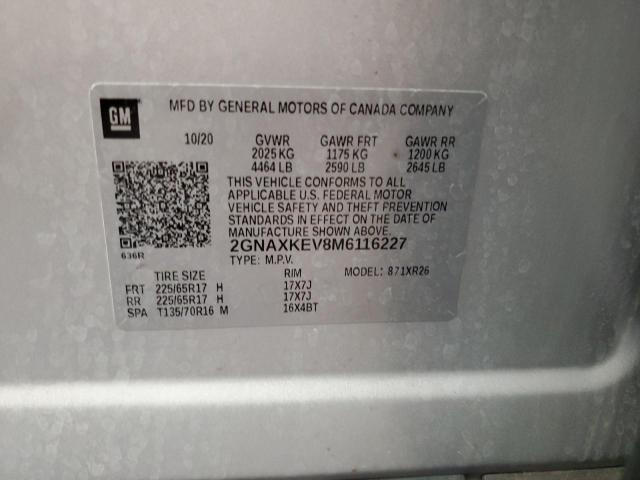 GM
MFD BY GENERAL MOTORS OF CANADA COMPANY
10/20 GVWR GAWR FRT GAWR RR
2025 KG 1175 KG 1200 KG
4464 LB 2590 LB 2645 LB
THIS VEHICLE CONFORMS TO ALL
APPLICABLE U.S. FEDERAL MOTOR
VEHICLE SAFETY AND THEFT PREVENTION
STANDARDS IN EFFECT ON THE DATE OF
MANUFACTURE SHOWN ABOVE.
2GNAXKEV8M6116227
636R
TYPE: M.P.V. MODEL: 871XR26
TIRE SIZE RIM
FRT 225/65R17 H 17X7J
RR 225/65R17 H 17X7J
SPA T135/70R16 M 16X4BT